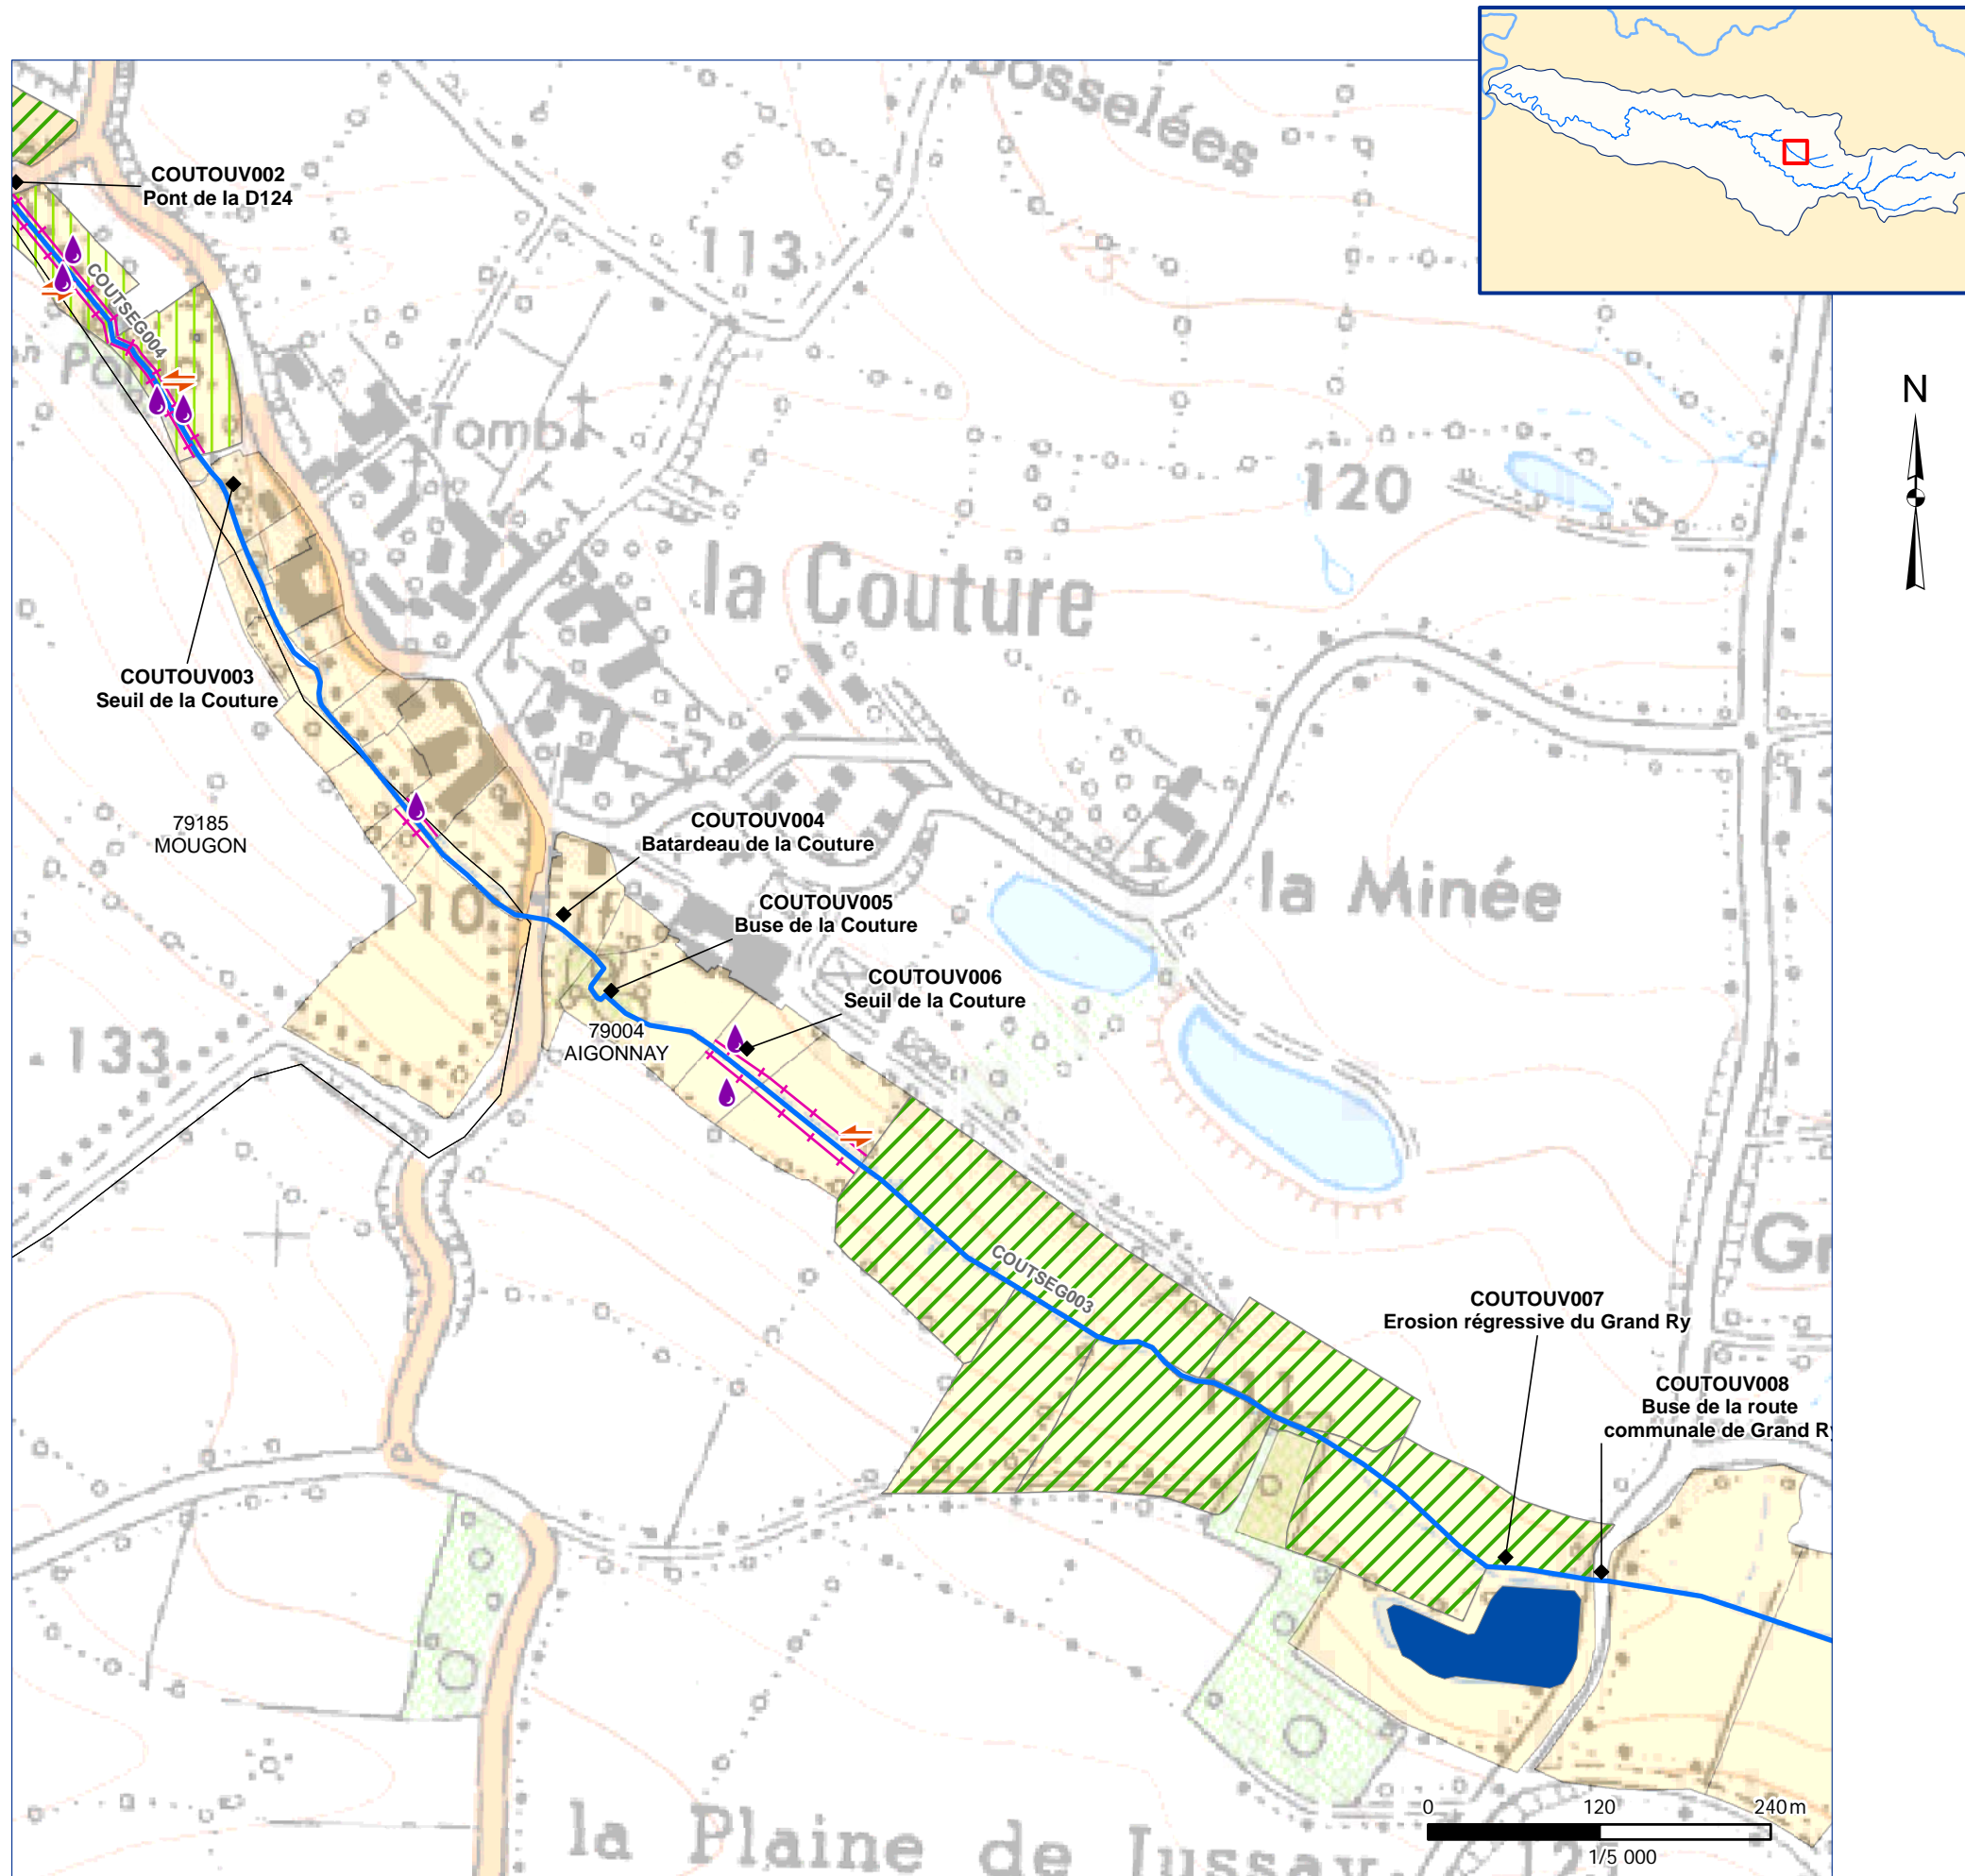 Bosselées
COUTOUV002
Pont de la D124
113
COUTSEG004
N
Tomb.
120
la Couture
COUTOUV003
Seuil de la Couture
79185
MOUGON
COUTOUV004
Batardeau de la Couture
la Minée
110
COUTOUV005
Buse de la Couture
COUTOUV006
Seuil de la Couture
79004
AIGONNAY
133
COUTSEG003
COUTOUV007
Erosion régressive du Grand Ry
COUTOUV008
Buse de la route
communale de Grand R
0 120 240 m
1/5 000
la Plaine de Jussay